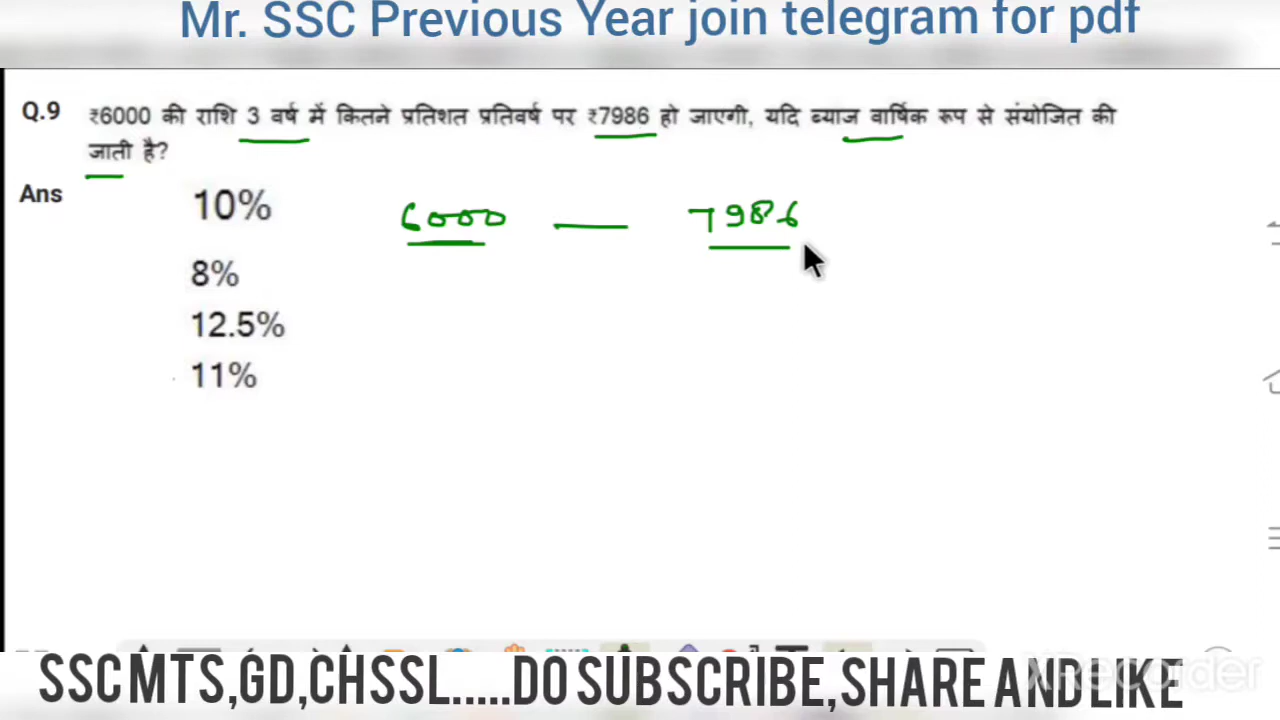 Mr. SSC Previous Year join telegram for pdf
Q.9 ₹6000 की राशि 3 वर्ष में कितने प्रतिशत प्रतिवर्ष पर ₹7986 हो जाएगी, यदि ब्याज वार्षिक रूप से संयोजित की
जाती है?
Ans
10%
6000 — 7986
8%
12.5%
11%
SSC MTS,GD,CHSSL.....DO SUBSCRIBE,SHARE AND LIKE
XRecorder